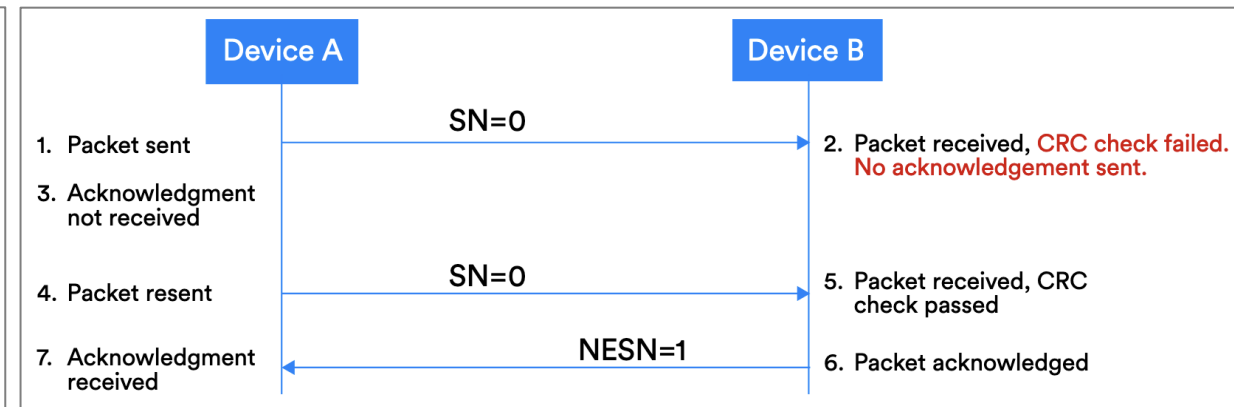 Device A
Device B
SN=0
1. Packet sent
2. Packet received, CRC check failed.
No acknowledgement sent.
3. Acknowledgment
not received
SN=0
4. Packet resent
5. Packet received, CRC
check passed
NESN=1
7. Acknowledgment
received
6. Packet acknowledged